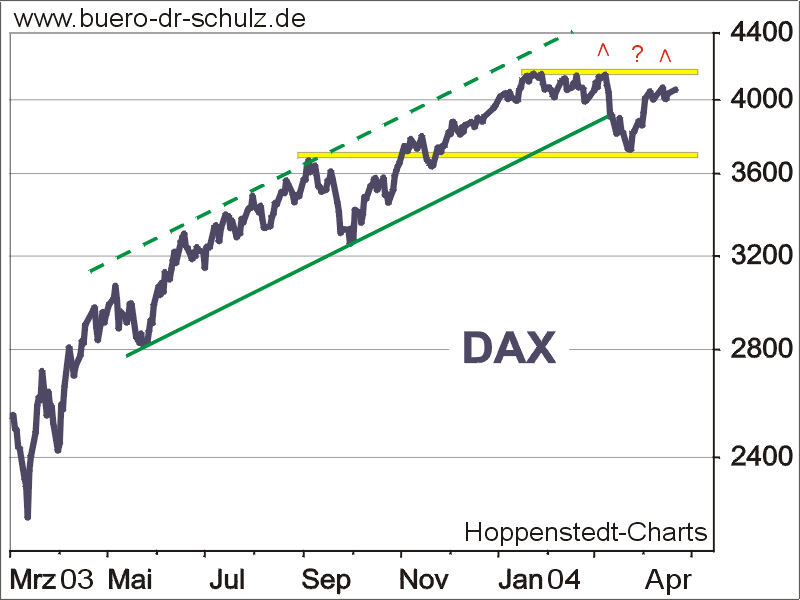 www.buero-dr-schulz.de
4400
^ ? ^
4000
3600
3200
DAX
2800
2400
Hoppenstedt-Charts
Mrz 03 Mai Jul Sep Nov Jan 04 Apr